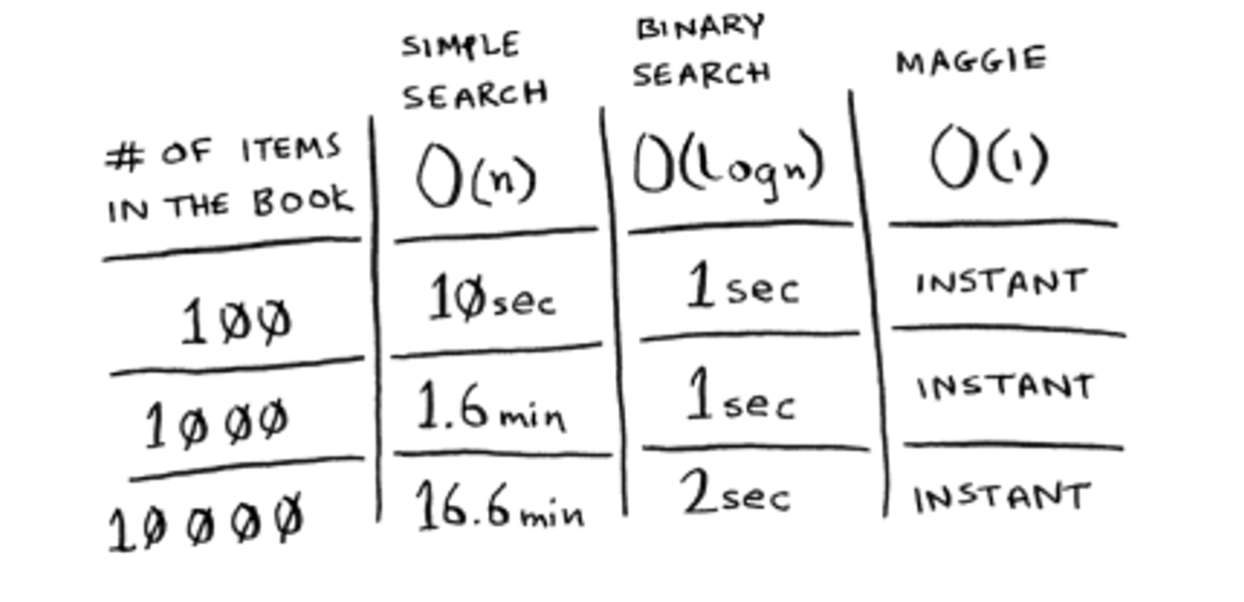 SIMPLE SEARCH
BINARY SEARCH
MAGGIE
# OF ITEMS IN THE BOOK
O(n)
O(logn)
O(1)
100
10sec
1sec
INSTANT
1000
1.6min
1sec
INSTANT
10000
16.6min
2sec
INSTANT